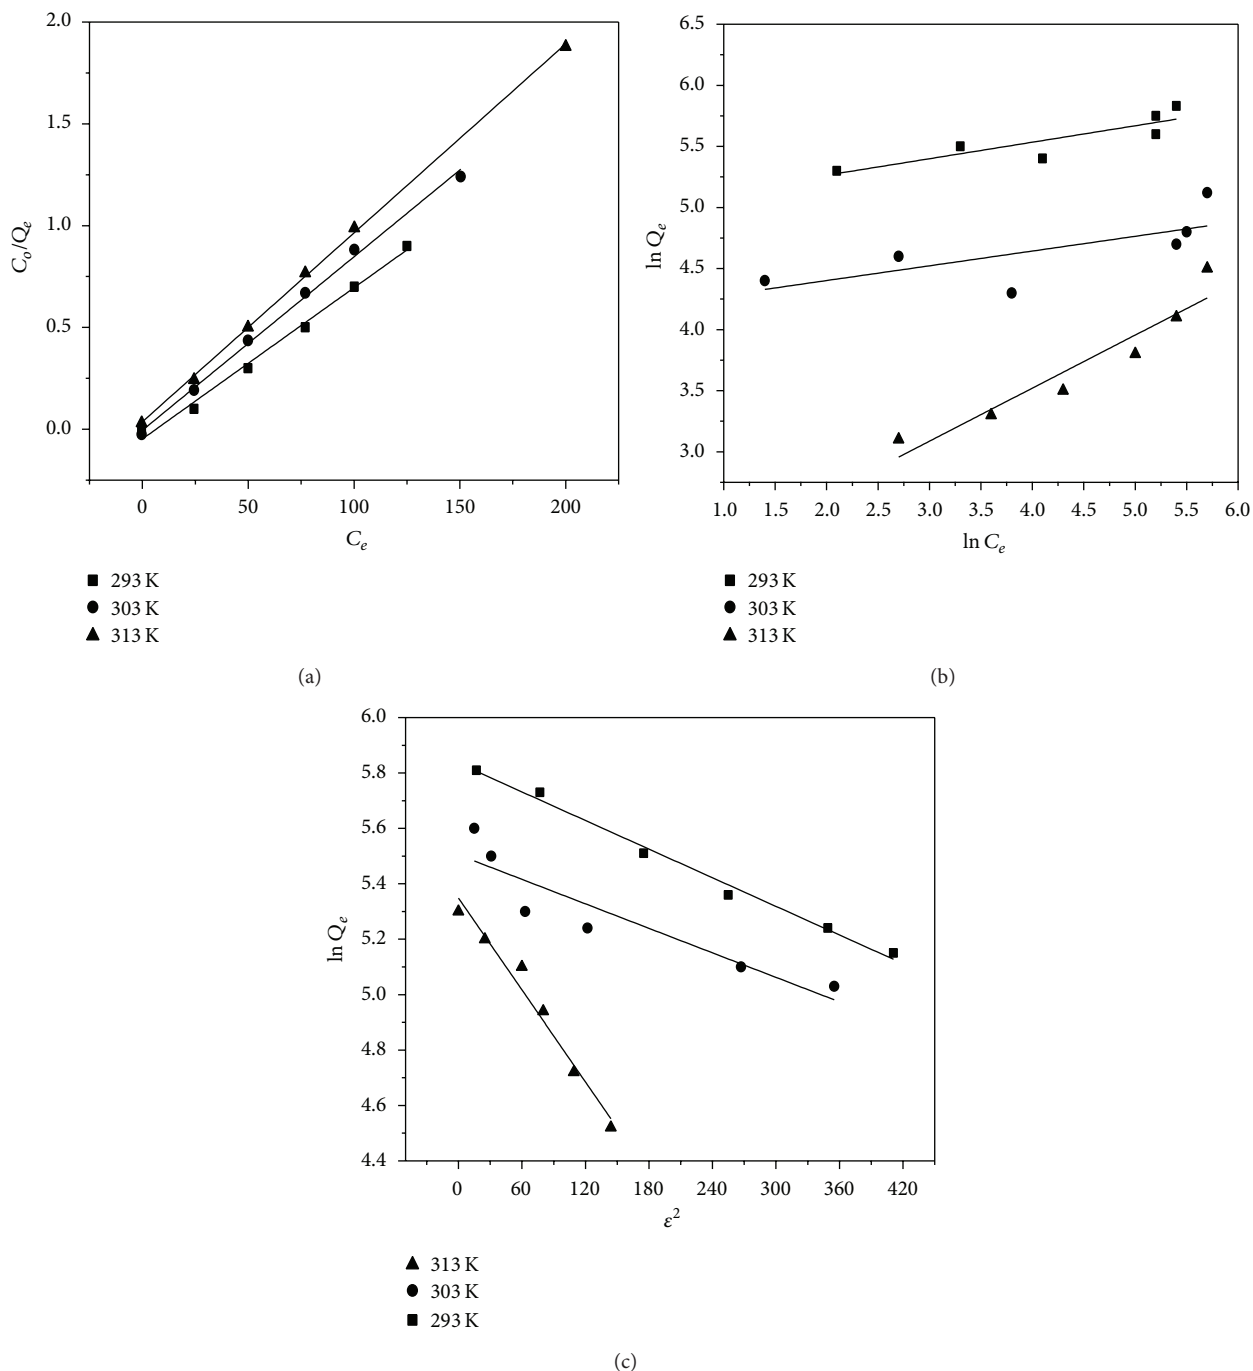 2.0
1.5
1.0
0.5
0.0
C_o/Q_e
0 50 100 150 200
C_e
293 K
303 K
313 K
(a)
6.5
6.0
5.5
5.0
4.5
4.0
3.5
3.0
ln Q_e
1.0 1.5 2.0 2.5 3.0 3.5 4.0 4.5 5.0 5.5 6.0
ln C_e
293 K
303 K
313 K
(b)
6.0
5.8
5.6
5.4
5.2
5.0
4.8
4.6
4.4
ln Q_e
0 60 120 180 240 300 360 420
ε²
313 K
303 K
293 K
(c)